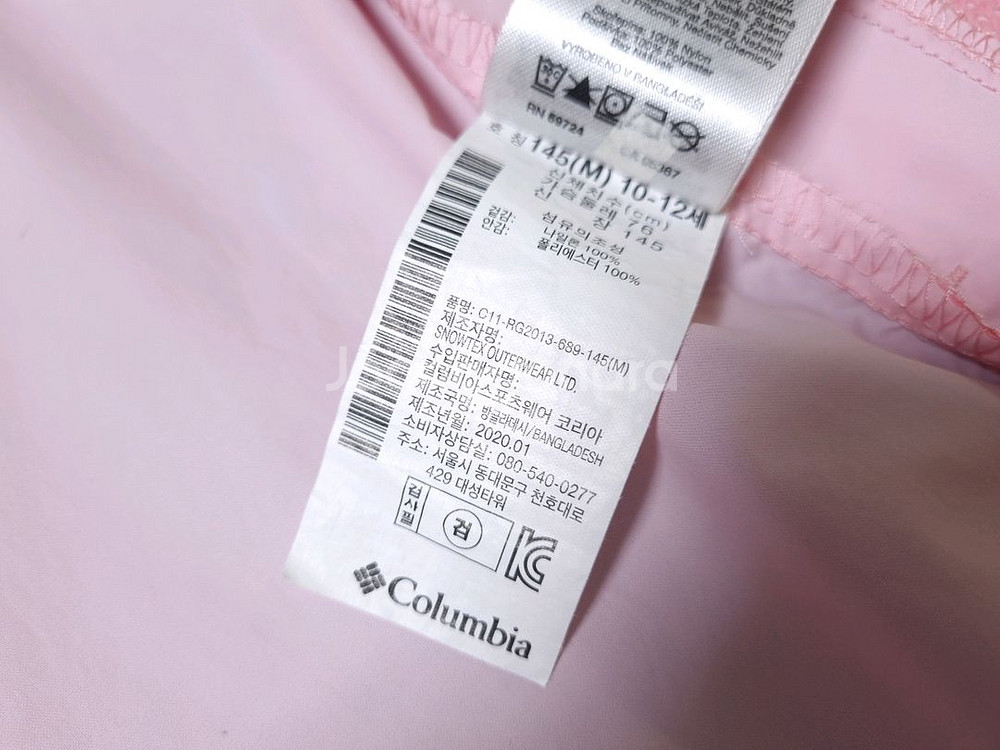 VYROBENO V BANGLADÉŠI
RN 69724
호 칭 145(M) 10-12세
신체치수(cm)
가슴둘레 76
신 장 145
섬유의조성
겉감: 나일론 100%
안감: 폴리에스터 100%
품명: C11-RG2013-689-145(M)
제조자명:
SNOWTEX OUTERWEAR LTD.
수입판매자명:
컬럼비아스포츠웨어 코리아
제조국명: 방글라데시/BANGLADESH
제조년월: 2020.01
소비자상담실: 080-540-0277
주소: 서울시 동대문구 천호대로
429 대성타워
검사필 검
KC
Columbia